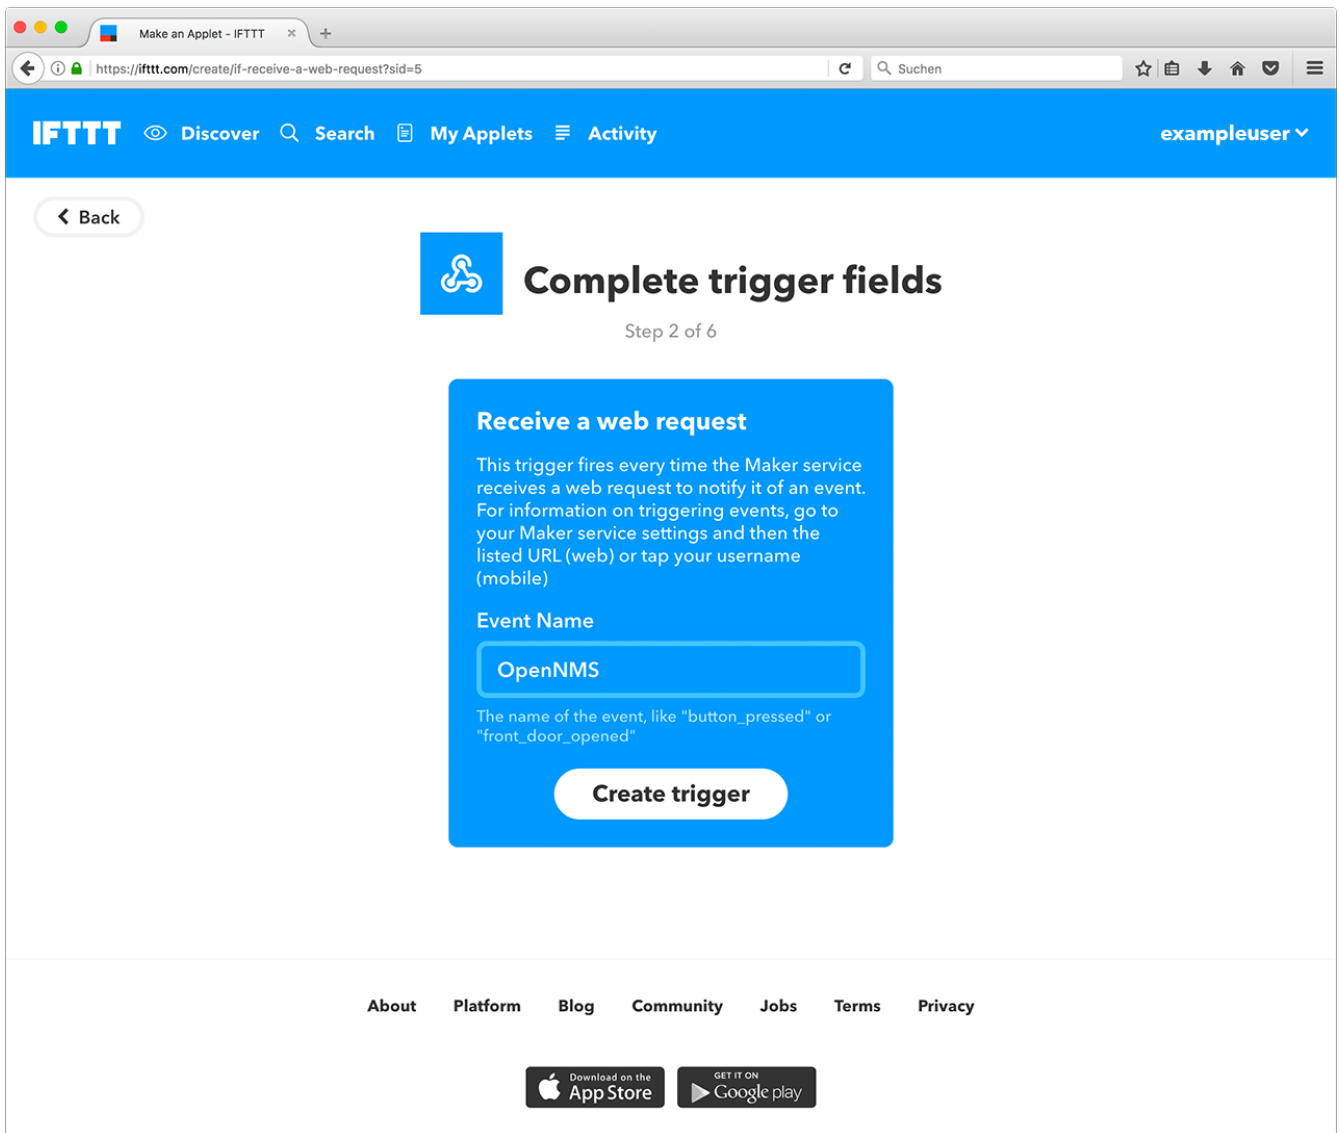 Make an Applet - IFTTT
https://ifttt.com/create/if-receive-a-web-request?sid=5
Suchen
IFTTT Discover Search My Applets Activity exampleuser
Back
Complete trigger fields
Step 2 of 6
Receive a web request
This trigger fires every time the Maker service
receives a web request to notify it of an event.
For information on triggering events, go to
your Maker service settings and then the
listed URL (web) or tap your username
(mobile)
Event Name
OpenNMS
The name of the event, like "button_pressed" or
"front_door_opened"
Create trigger
About Platform Blog Community Jobs Terms Privacy
Download on the
App Store
GET IT ON
Google play